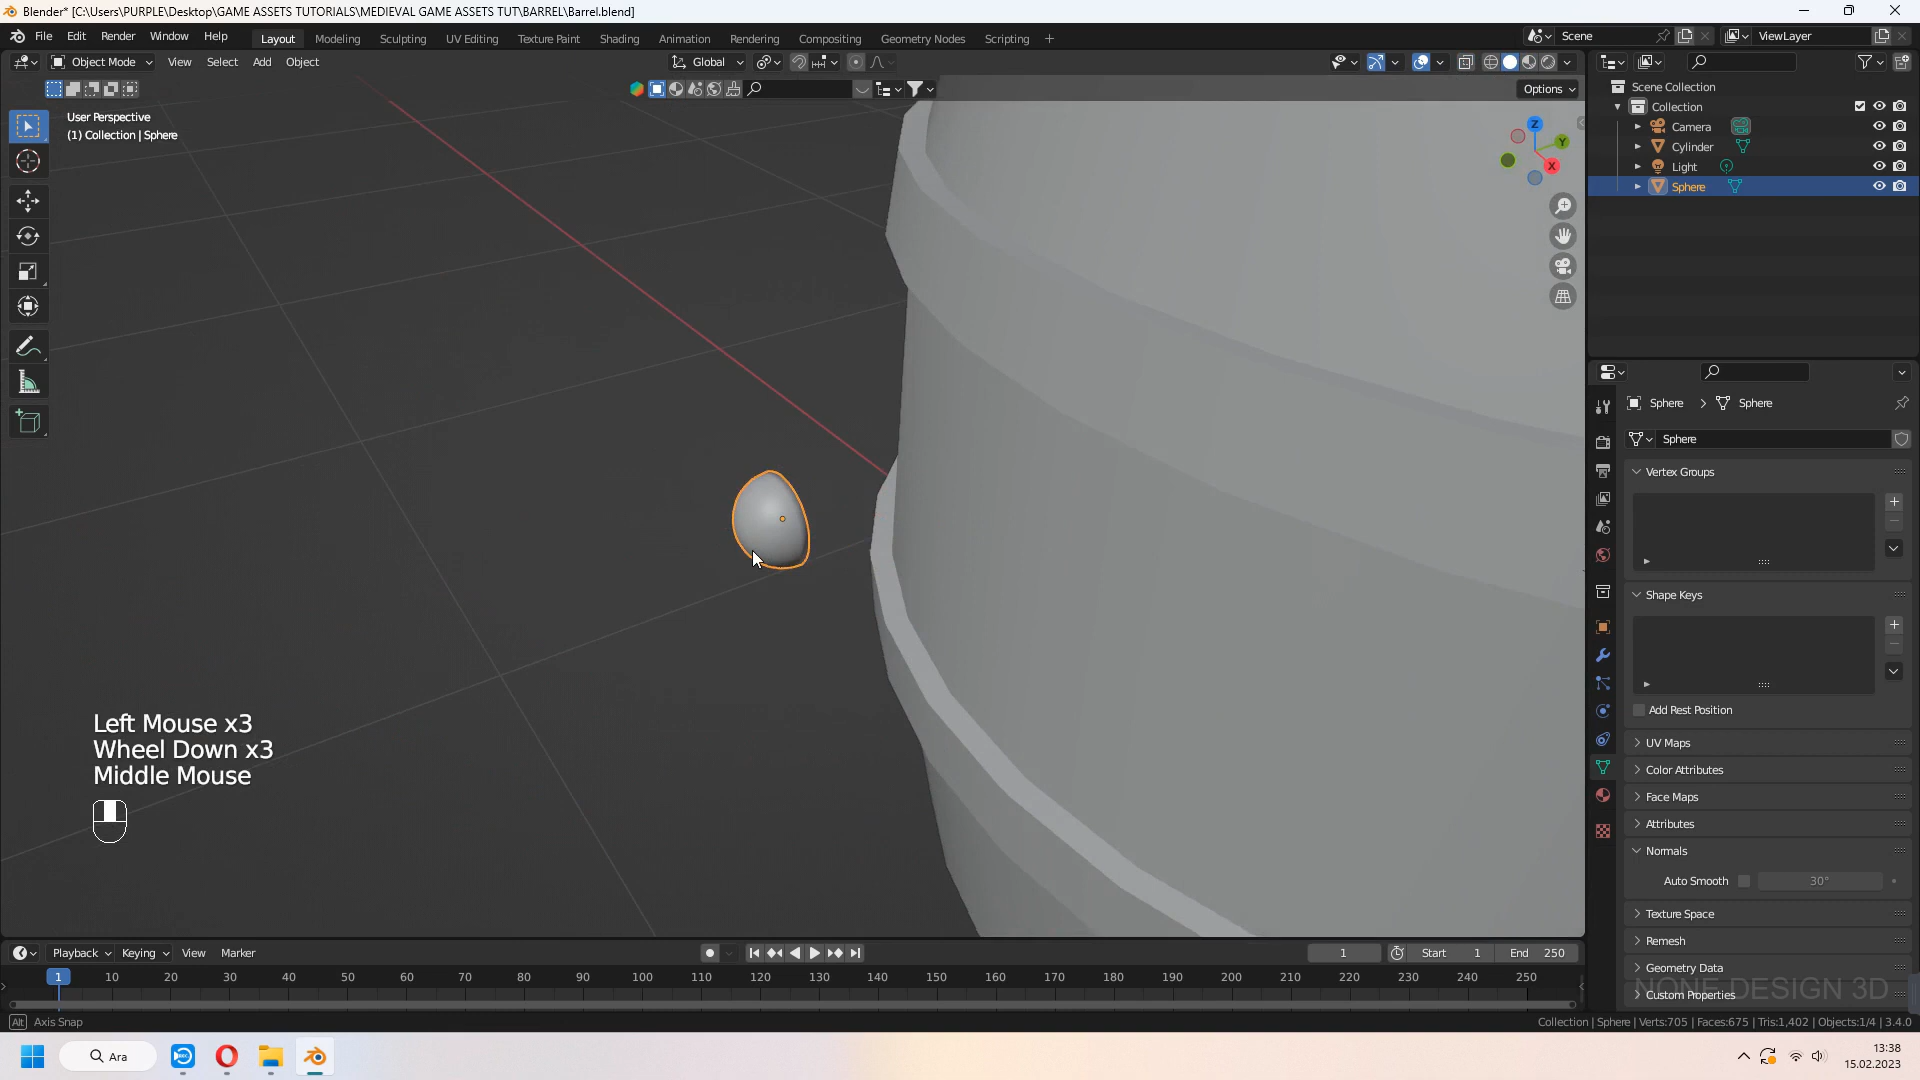 Blender* [C:\Users\PURPLE\Desktop\GAME ASSETS TUTORIALS\MEDIEVAL GAME ASSETS TUT\BARREL\Barrel.blend]
File Edit Render Window Help Layout Modeling Sculpting UV Editing Texture Paint Shading Animation Rendering Compositing Geometry Nodes Scripting + Scene ViewLayer
Object Mode View Select Add Object Global
Options
User Perspective
(1) Collection | Sphere
Z
Y
X
Scene Collection
Collection
Camera
Cylinder
Light
Sphere
Sphere > Sphere
Sphere
Vertex Groups
Shape Keys
Add Rest Position
UV Maps
Color Attributes
Face Maps
Attributes
Normals
Auto Smooth 30°
Texture Space
Remesh
Geometry Data
Custom Properties
NONE DESIGN 3D
Left Mouse x3
Wheel Down x3
Middle Mouse
Playback Keying View Marker 1 Start 1 End 250
1 10 20 30 40 50 60 70 80 90 100 110 120 130 140 150 160 170 180 190 200 210 220 230 240 250
Alt Axis Snap
Collection | Sphere | Verts:705 | Faces:675 | Tris:1,402 | Objects:1/4 | 3.4.0
Ara
13:38
15.02.2023